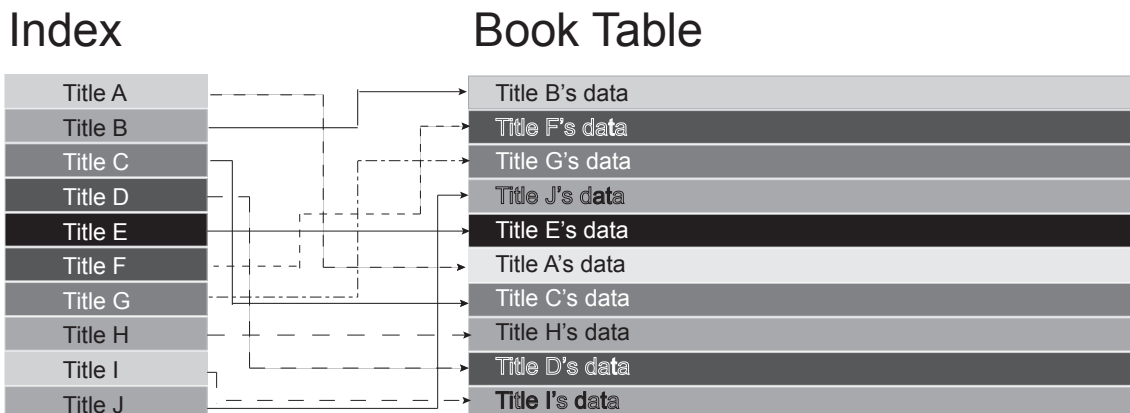 Index
Book Table
Title A
Title B
Title C
Title D
Title E
Title F
Title G
Title H
Title I
Title J
Title B’s data
Title F’s data
Title G’s data
Title J’s data
Title E’s data
Title A’s data
Title C’s data
Title H’s data
Title D’s data
Title I’s data